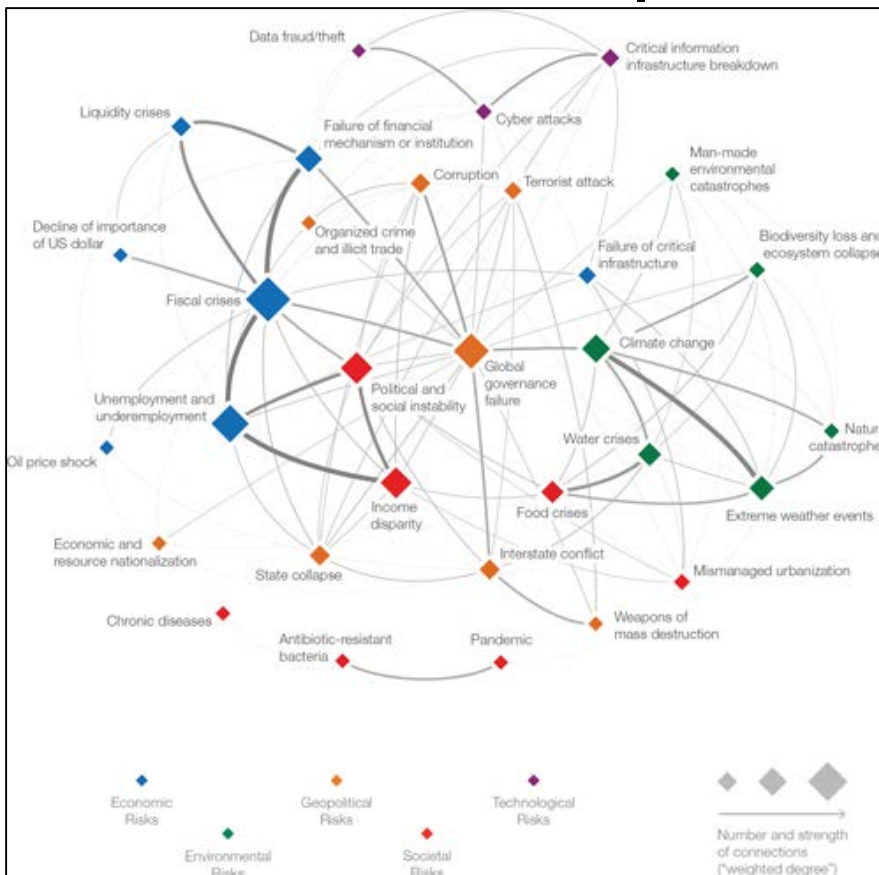 Data fraud/theft
Critical information
infrastructure breakdown
Liquidity crises
Failure of financial
mechanism or institution
Cyber attacks
Man-made
environmental
catastrophes
Corruption
Terrorist attack
Decline of importance
of US dollar
Organized crime
and illicit trade
Failure of critical
infrastructure
Biodiversity loss and
ecosystem collapse
Fiscal crises
Climate change
Global
governance
failure
Political and
social instability
Unemployment and
underemployment
Oil price shock
Water crises
Natur
catastrophe
Income
disparity
Food crises
Extreme weather events
Economic and
resource nationalization
State collapse
Interstate conflict
Mismanaged urbanization
Chronic diseases
Weapons of
mass destruction
Antibiotic-resistant
bacteria
Pandemic
Economic
Risks
Geopolitical
Risks
Technological
Risks
Environmental
Risks
Societal
Risks
Number and strength
of connections
("weighted degree")